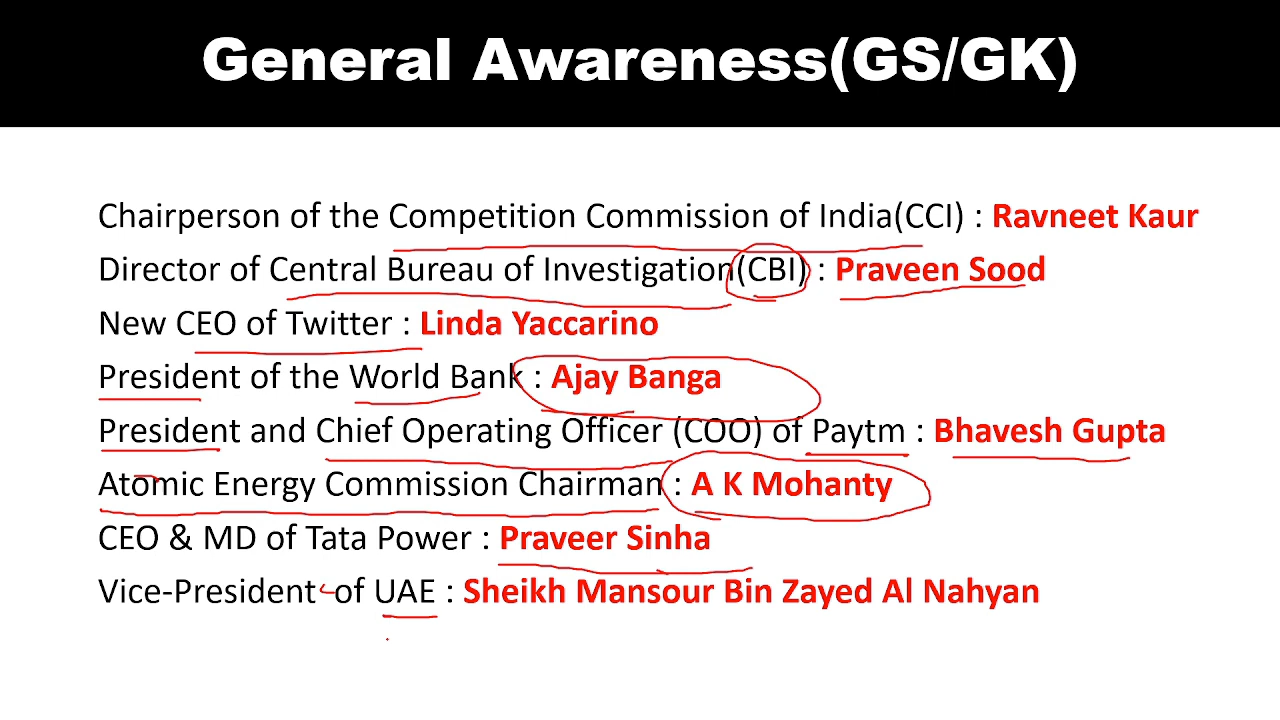 General Awareness(GS/GK)
Chairperson of the Competition Commission of India(CCI) : Ravneet Kaur
Director of Central Bureau of Investigation(CBI) : Praveen Sood
New CEO of Twitter : Linda Yaccarino
President of the World Bank : Ajay Banga
President and Chief Operating Officer (COO) of Paytm : Bhavesh Gupta
Atomic Energy Commission Chairman : A K Mohanty
CEO & MD of Tata Power : Praveer Sinha
Vice-President of UAE : Sheikh Mansour Bin Zayed Al Nahyan